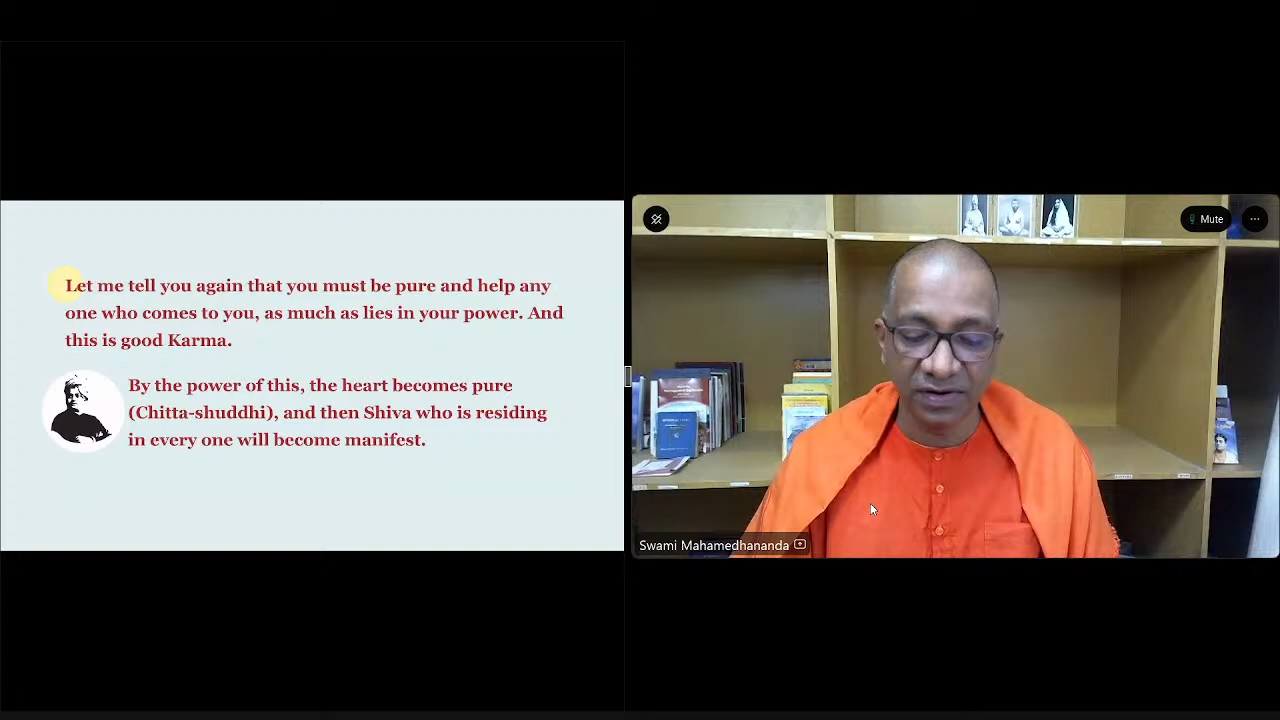 Let me tell you again that you must be pure and help any
one who comes to you, as much as lies in your power. And
this is good Karma.
By the power of this, the heart becomes pure
(Chitta-shuddhi), and then Shiva who is residing
in every one will become manifest.
Mute
Swami Mahamedhananda